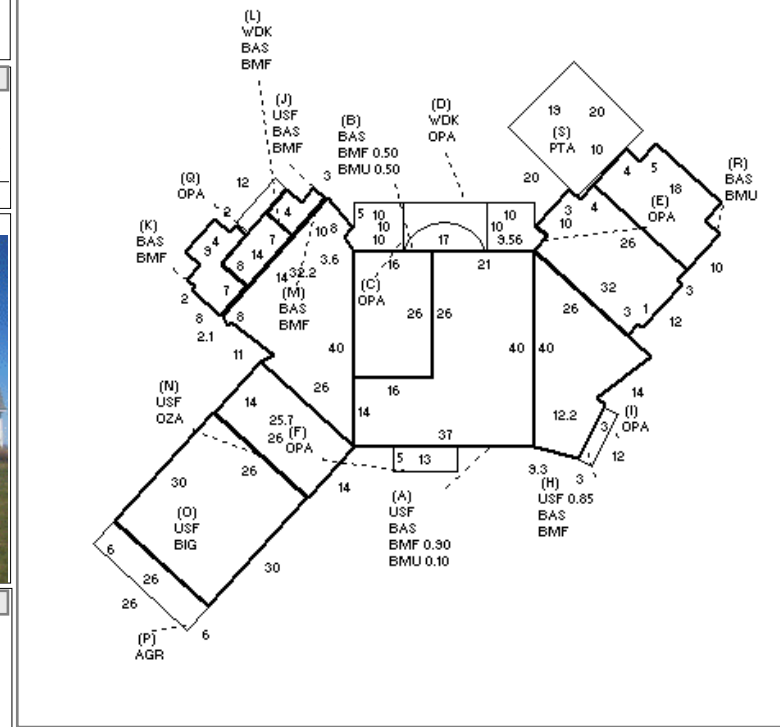 (L)
WDK
BAS
BMF
(J)
USF
BAS
BMF
(B)
BAS
BMF 0.50
BMU 0.50
(D)
WDK
OPA
19
20
(S)
PTA
10
20
(R)
BAS
BMU
(Q)
OPA
12
3
2
4
(K)
BAS
BMF
9
4
7
14
8
7
2
8
2.1
8
11
10
8
3.6
14
32.2
(M)
BAS
BMF
5
10
10
10
17
10
10
9.56
16
21
(C)
OPA
26
26
40
40
40
16
14
26
37
5
13
3
10
4
4
5
18
(E)
OPA
26
32
10
3
1
3
12
26
14
12.2
3
(I)
OPA
12
9.3
3
(H)
USF 0.85
BAS
BMF
(N)
USF
OZA
14
25.7
26
(F)
OPA
26
14
30
(O)
USF
BIG
30
6
26
26
6
(P)
AGR
(A)
USF
BAS
BMF 0.90
BMU 0.10